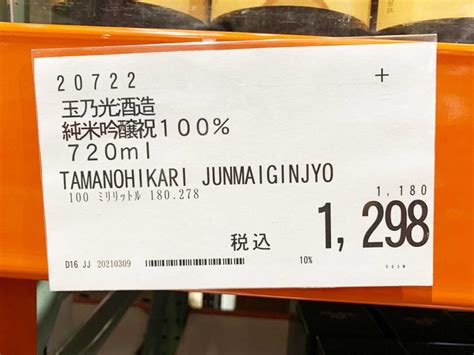 20722 +
玉乃光酒造
純米吟醸祝100%
720ml
TAMANOHIKARI JUNMAIGINJYO
100 ミリリットル 180.278
1,180
税込 1,298
D16 JJ 20210309 10%